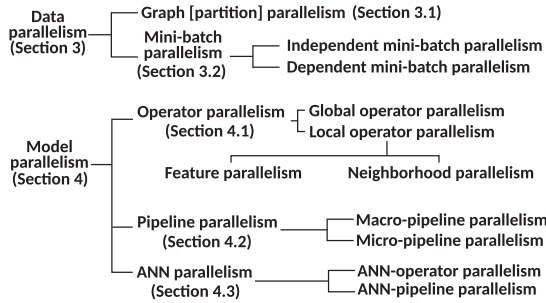 Data
parallelism
(Section 3)
Graph [partition] parallelism (Section 3.1)
Mini-batch
parallelism
(Section 3.2)
Independent mini-batch parallelism
Dependent mini-batch parallelism
Model
parallelism
(Section 4)
Operator parallelism
(Section 4.1)
Global operator parallelism
Local operator parallelism
Feature parallelism
Neighborhood parallelism
Pipeline parallelism
(Section 4.2)
Macro-pipeline parallelism
Micro-pipeline parallelism
ANN parallelism
(Section 4.3)
ANN-operator parallelism
ANN-pipeline parallelism